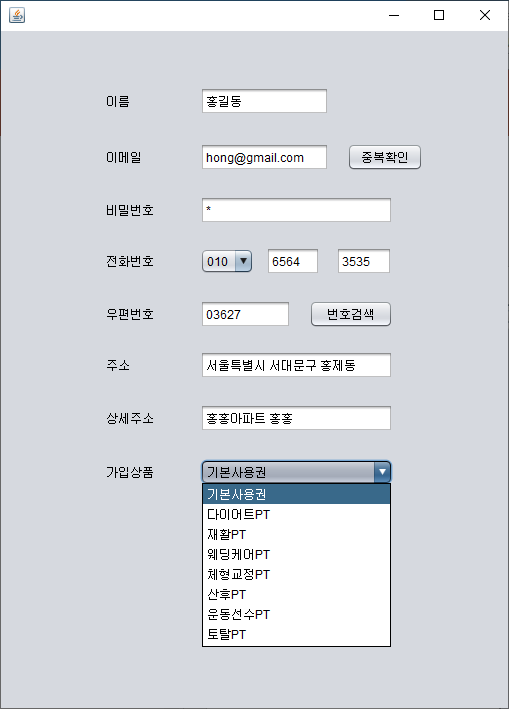 이름 홍길동
이메일 hong@gmail.com 중복확인
비밀번호 *
전화번호 010 6564 3535
우편번호 03627 번호검색
주소 서울특별시 서대문구 홍제동
상세주소 홍홍아파트 홍홍
가입상품 기본사용권
기본사용권
다이어트PT
재활PT
웨딩케어PT
체형교정PT
산후PT
운동선수PT
토탈PT